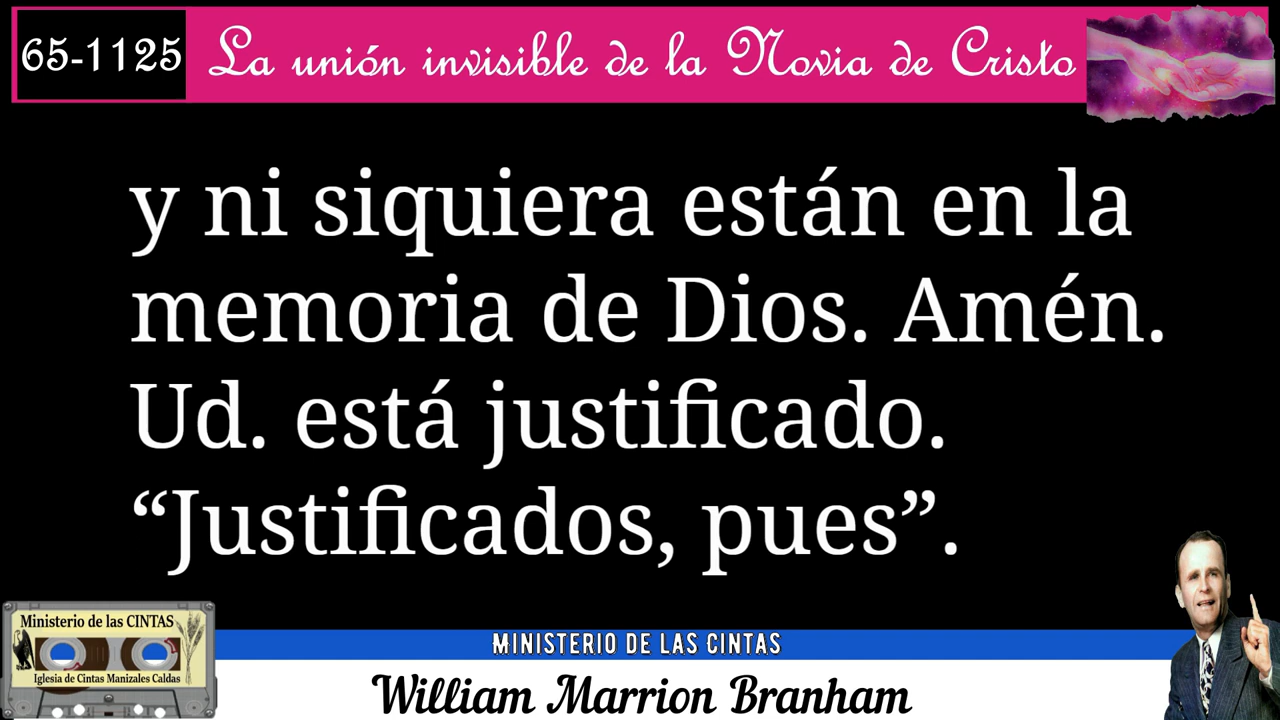 65-1125 La unión invisible de la Novia de Cristo
y ni siquiera están en la
memoria de Dios. Amén.
Ud. está justificado.
“Justificados, pues”.
Ministerio de las CINTAS
Iglesia de Cintas Manizales Caldas
MINISTERIO DE LAS CINTAS
William Marrion Branham